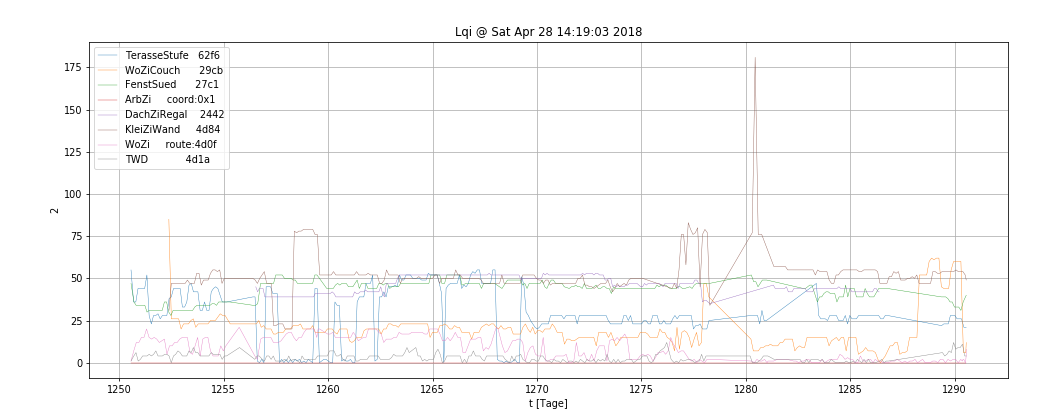 Lqi @ Sat Apr 28 14:19:03 2018
TerasseStufe 62f6
WoZiCouch 29cb
FenstSued 27c1
ArbZi coord:0x1
DachZiRegal 2442
KleiZiWand 4d84
WoZi route:4d0f
TWD 4d1a
175
150
125
100
75
50
25
0
2
1250 1255 1260 1265 1270 1275 1280 1285 1290
t [Tage]